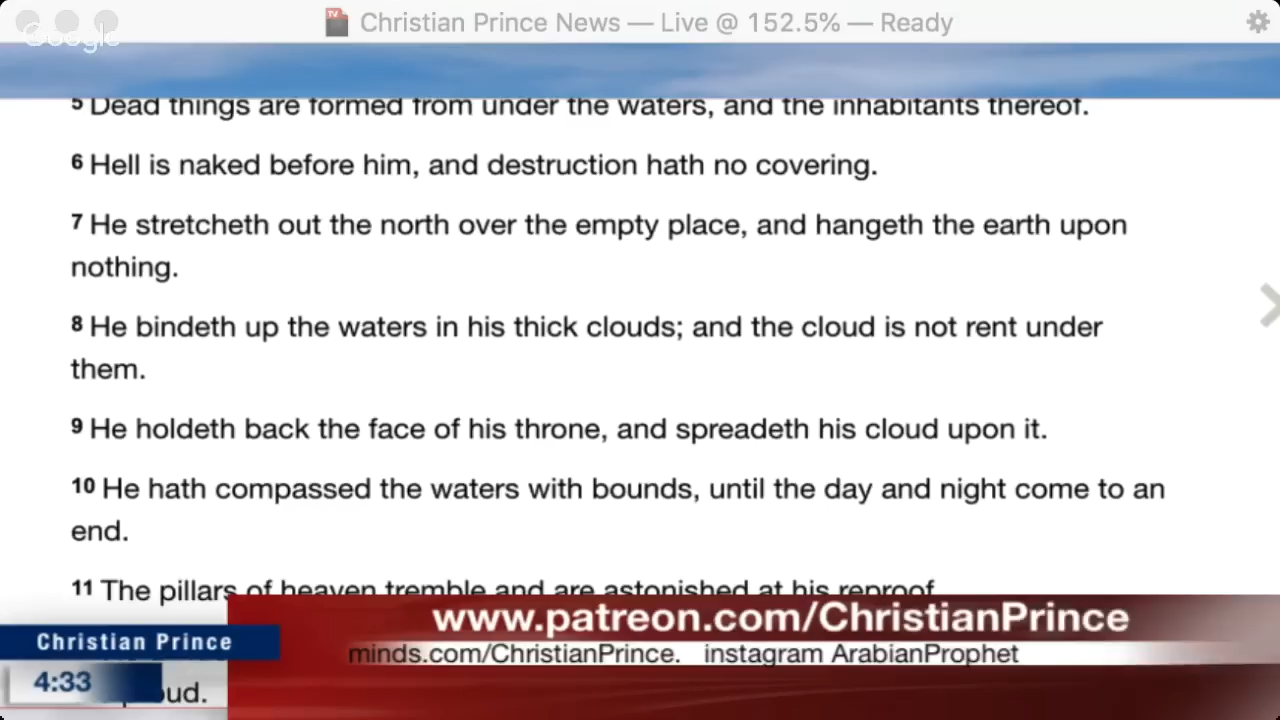 Christian Prince News — Live @ 152.5% — Ready
Google
5 Dead things are formed from under the waters, and the inhabitants thereof.
6 Hell is naked before him, and destruction hath no covering.
7 He stretcheth out the north over the empty place, and hangeth the earth upon
nothing.
8 He bindeth up the waters in his thick clouds; and the cloud is not rent under
them.
9 He holdeth back the face of his throne, and spreadeth his cloud upon it.
10 He hath compassed the waters with bounds, until the day and night come to an
end.
11 The pillars of heaven tremble and are astonished at his reproof.
www.patreon.com/ChristianPrince
Christian Prince
minds.com/ChristianPrince. instagram ArabianProphet
4:33